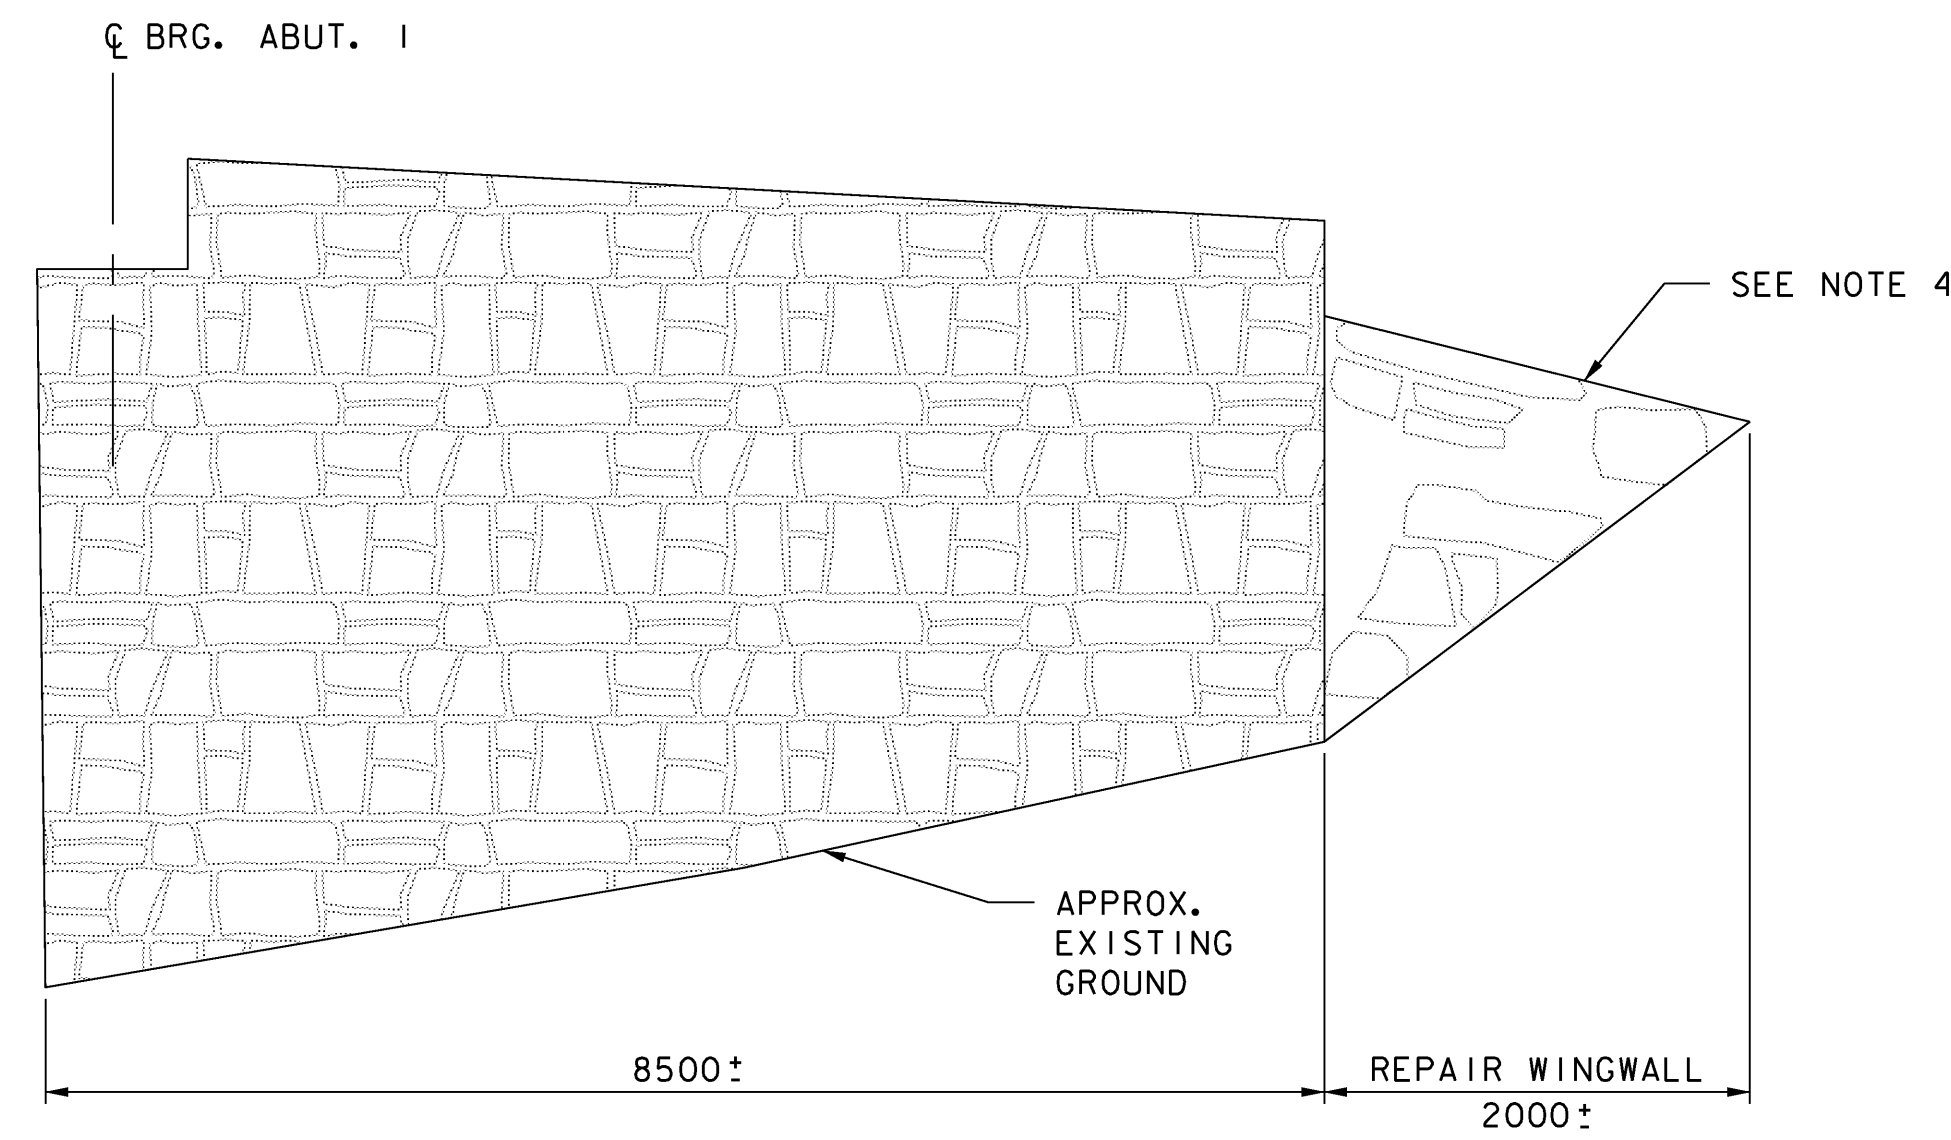 ℄ BRG. ABUT. 1
SEE NOTE 4
APPROX.
EXISTING
GROUND
8500±
REPAIR WINGWALL
2000±